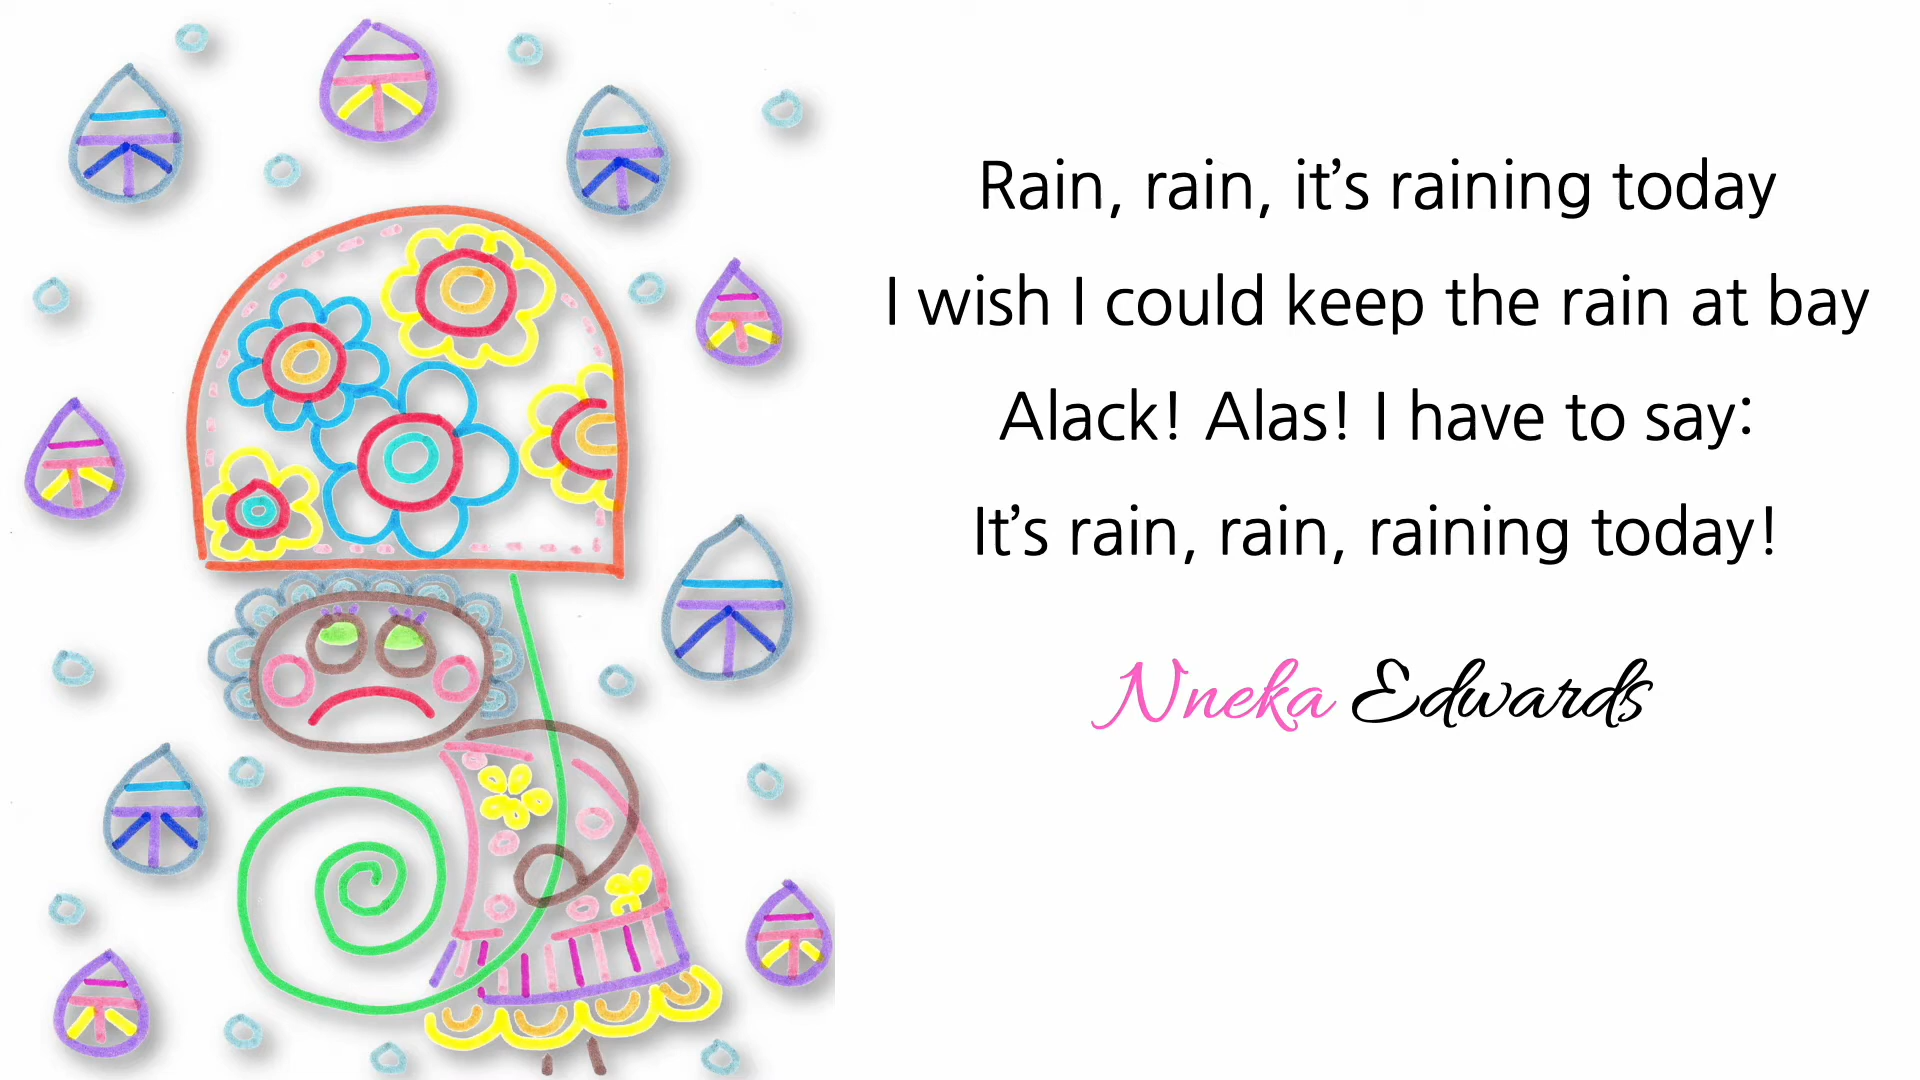 Rain, rain, it’s raining today
I wish I could keep the rain at bay
Alack! Alas! I have to say:
It’s rain, rain, raining today!
Nneka Edwards